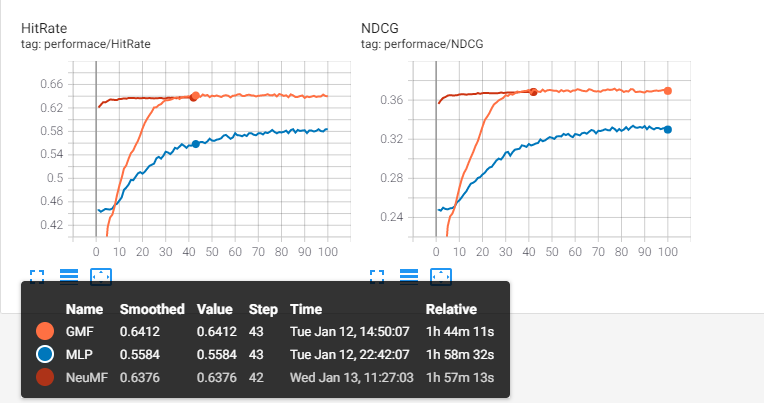 HitRate
tag: performace/HitRate
0.66
0.62
0.58
0.54
0.5
0.46
0.42
0 10 20 30 40 50 60 70 80 90 100
NDCG
tag: performace/NDCG
0.36
0.32
0.28
0.24
0 10 20 30 40 50 60 70 80 90 100
Name Smoothed Value Step Time Relative
GMF 0.6412 0.6412 43 Tue Jan 12, 14:50:07 1h 44m 11s
MLP 0.5584 0.5584 43 Tue Jan 12, 22:42:07 1h 58m 32s
NeuMF 0.6376 0.6376 42 Wed Jan 13, 11:27:03 1h 57m 13s